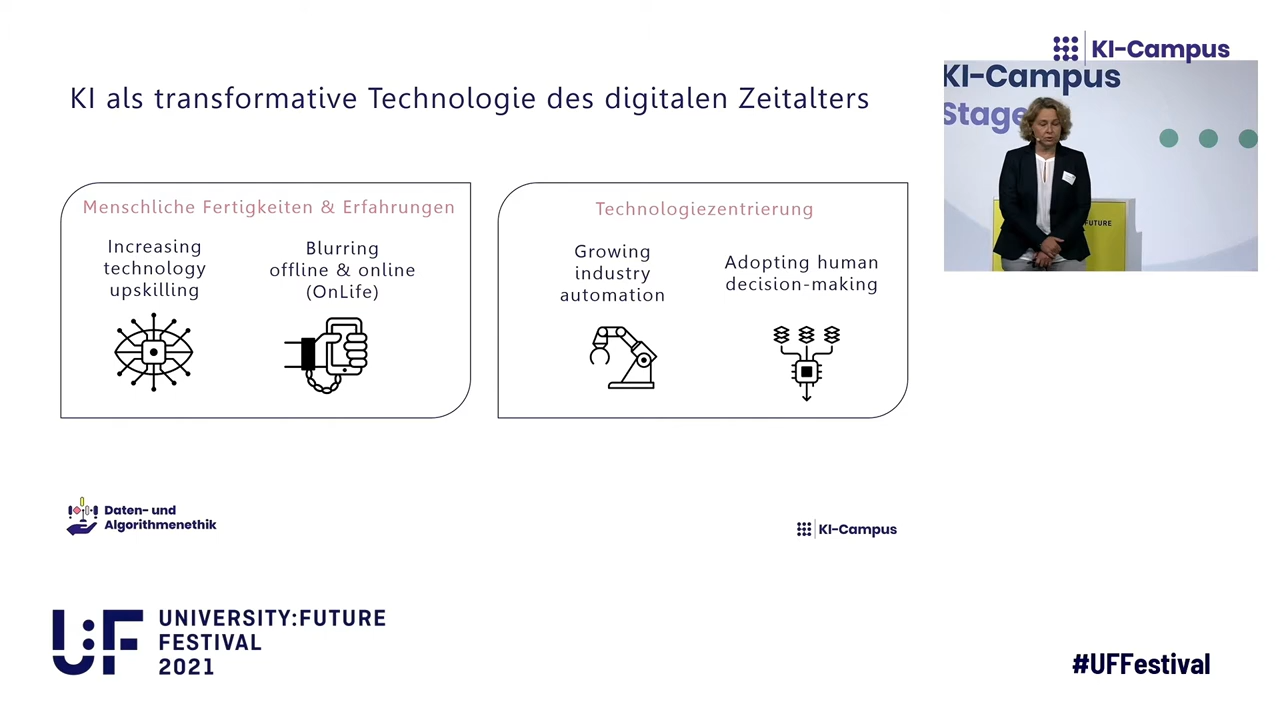 KI-Campus
KI-Campus
Stage
FUTURE
KI als transformative Technologie des digitalen Zeitalters
Menschliche Fertigkeiten & Erfahrungen
Increasing
technology
upskilling
Blurring
offline & online
(OnLife)
Technologiezentrierung
Growing
industry
automation
Adopting human
decision-making
Daten- und
Algorithmenethik
KI-Campus
U:F
UNIVERSITY:FUTURE
FESTIVAL
2021
#UFFestival